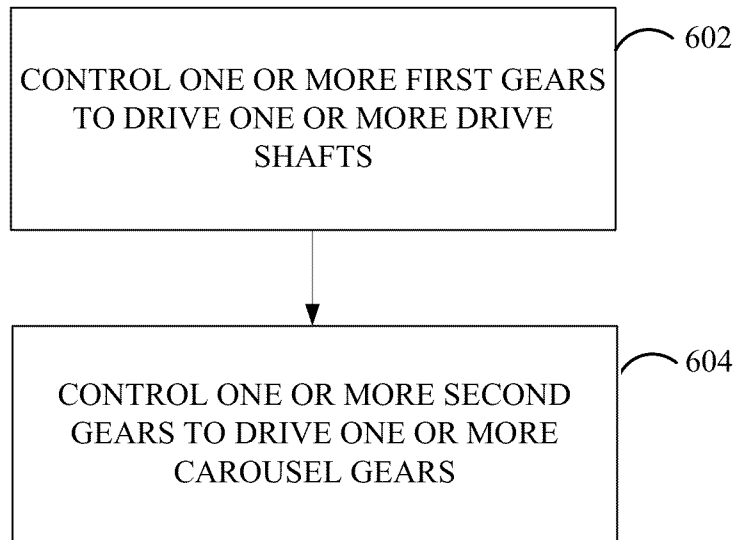 602
CONTROL ONE OR MORE FIRST GEARS
TO DRIVE ONE OR MORE DRIVE
SHAFTS
604
CONTROL ONE OR MORE SECOND
GEARS TO DRIVE ONE OR MORE
CAROUSEL GEARS